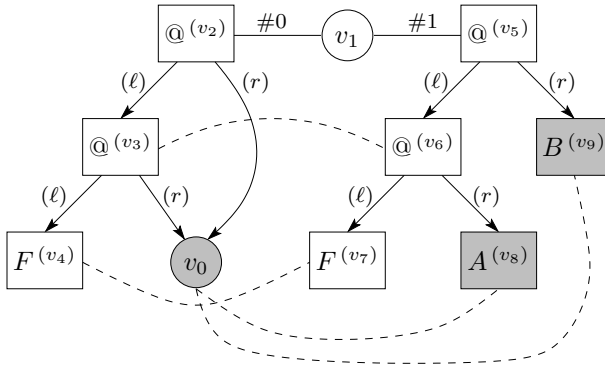 @(v₂) #0 v₁ #1 @(v₅)
(ℓ) (r) (ℓ) (r)
@(v₃) @(v₆) B(v₉)
(ℓ) (r) (ℓ) (r)
F(v₄) v₀ F(v₇) A(v₈)